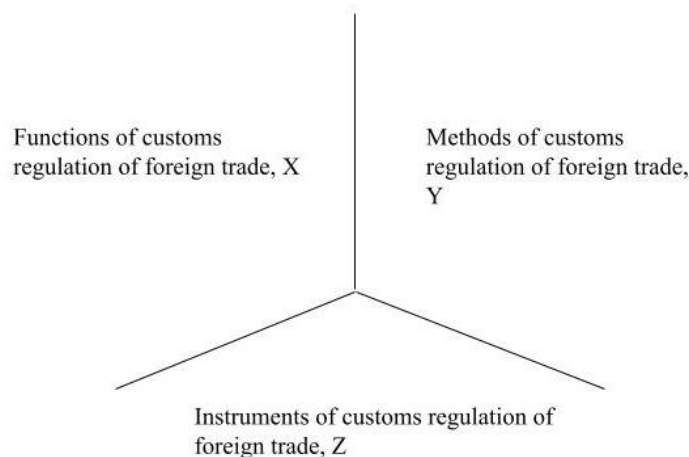 Functions of customs
regulation of foreign trade, X
Methods of customs
regulation of foreign trade,
Y
Instruments of customs regulation of
foreign trade, Z